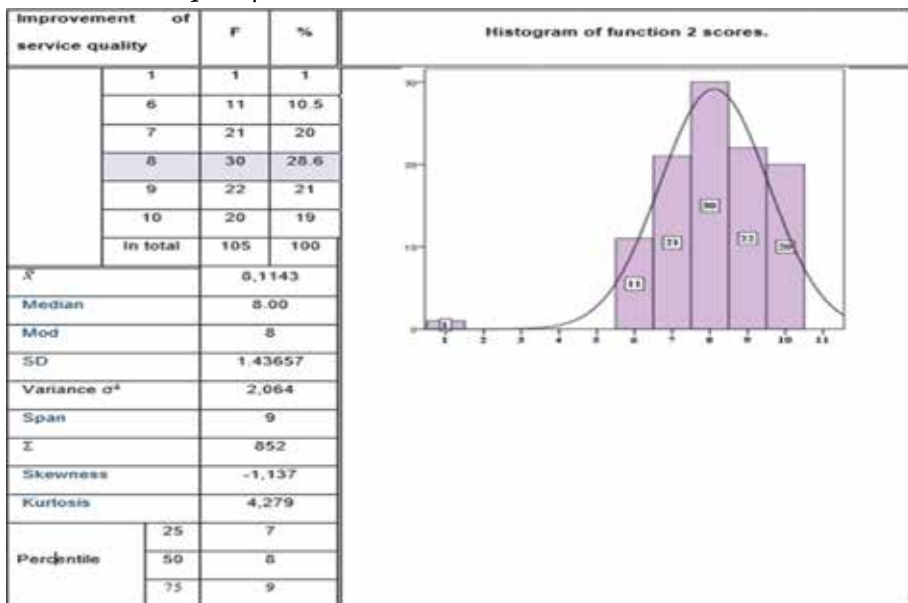 Improvement of
service quality
F
%
Histogram of function 2 scores.
1 1 1
6 11 10.5
7 21 20
8 30 28.6
9 22 21
10 20 19
In total 105 100
x̄ 8,1143
Median 8.00
Mod 8
SD 1.43657
Variance σ² 2,064
Span 9
Σ 852
Skewness -1,137
Kurtosis 4,279
Percentile
25 7
50 8
75 9
30
20
10
0
1 11 21 30 22 20
1 2 3 4 5 6 7 8 9 10 11